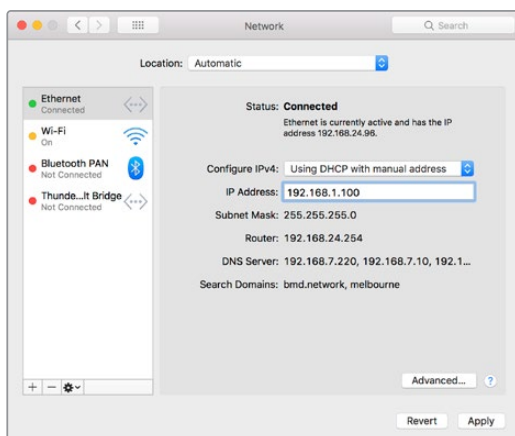 Network
Search
Location: Automatic
Ethernet
Connected
Wi-Fi
On
Bluetooth PAN
Not Connected
Thunde...lt Bridge
Not Connected
Status: Connected
Ethernet is currently active and has the IP
address 192.168.24.96.
Configure IPv4: Using DHCP with manual address
IP Address: 192.168.1.100
Subnet Mask: 255.255.255.0
Router: 192.168.24.254
DNS Server: 192.168.7.220, 192.168.7.10, 192.1...
Search Domains: bmd.network, melbourne
Advanced... ?
Revert Apply